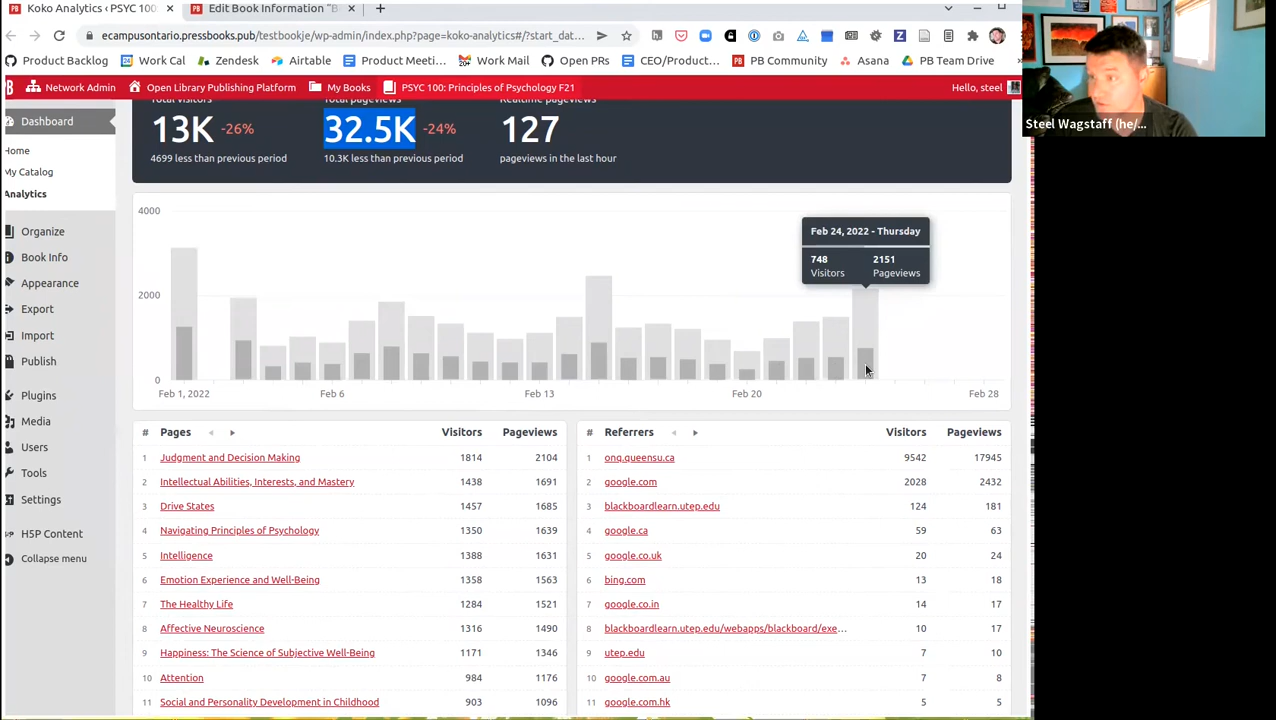 Koko Analytics ‹ PSYC 100: ×
Edit Book Information " ×
+
ecampusontario.pressbooks.pub/testbooke/wp-admin/index.php?page=koko-analytics#/?start_dat...
Product Backlog
Work Cal
Zendesk
Airtable
Product Meeti...
Work Mail
Open PRs
CEO/Product...
PB Community
Asana
PB Team Drive
»
Network Admin
Open Library Publishing Platform
My Books
PSYC 100: Principles of Psychology F21
Hello, steel
Steel Wagstaff (he/...
Dashboard
Home
My Catalog
Analytics
Organize
Book Info
Appearance
Export
Import
Publish
Plugins
Media
Users
Tools
Settings
H5P Content
Collapse menu
Total visitors
Total pageviews
Realtime pageviews
13K -26%
32.5K -24%
127
4699 less than previous period
10.3K less than previous period
pageviews in the last hour
4000
2000
0
Feb 24, 2022 - Thursday
748 2151
Visitors Pageviews
Feb 1, 2022
Feb 6
Feb 13
Feb 20
Feb 28
# Pages Visitors Pageviews
1 Judgment and Decision Making 1814 2104
2 Intellectual Abilities, Interests, and Mastery 1438 1691
3 Drive States 1457 1685
4 Navigating Principles of Psychology 1350 1639
5 Intelligence 1388 1631
6 Emotion Experience and Well-Being 1358 1563
7 The Healthy Life 1284 1521
8 Affective Neuroscience 1316 1490
9 Happiness: The Science of Subjective Well-Being 1171 1346
10 Attention 984 1176
11 Social and Personality Development in Childhood 903 1096
# Referrers Visitors Pageviews
1 onq.queensu.ca 9542 17945
2 google.com 2028 2432
3 blackboardlearn.utep.edu 124 181
4 google.ca 59 63
5 google.co.uk 20 24
6 bing.com 13 18
7 google.co.in 14 17
8 blackboardlearn.utep.edu/webapps/blackboard/exe... 10 17
9 utep.edu 7 10
10 google.com.au 7 8
11 google.com.hk 5 5